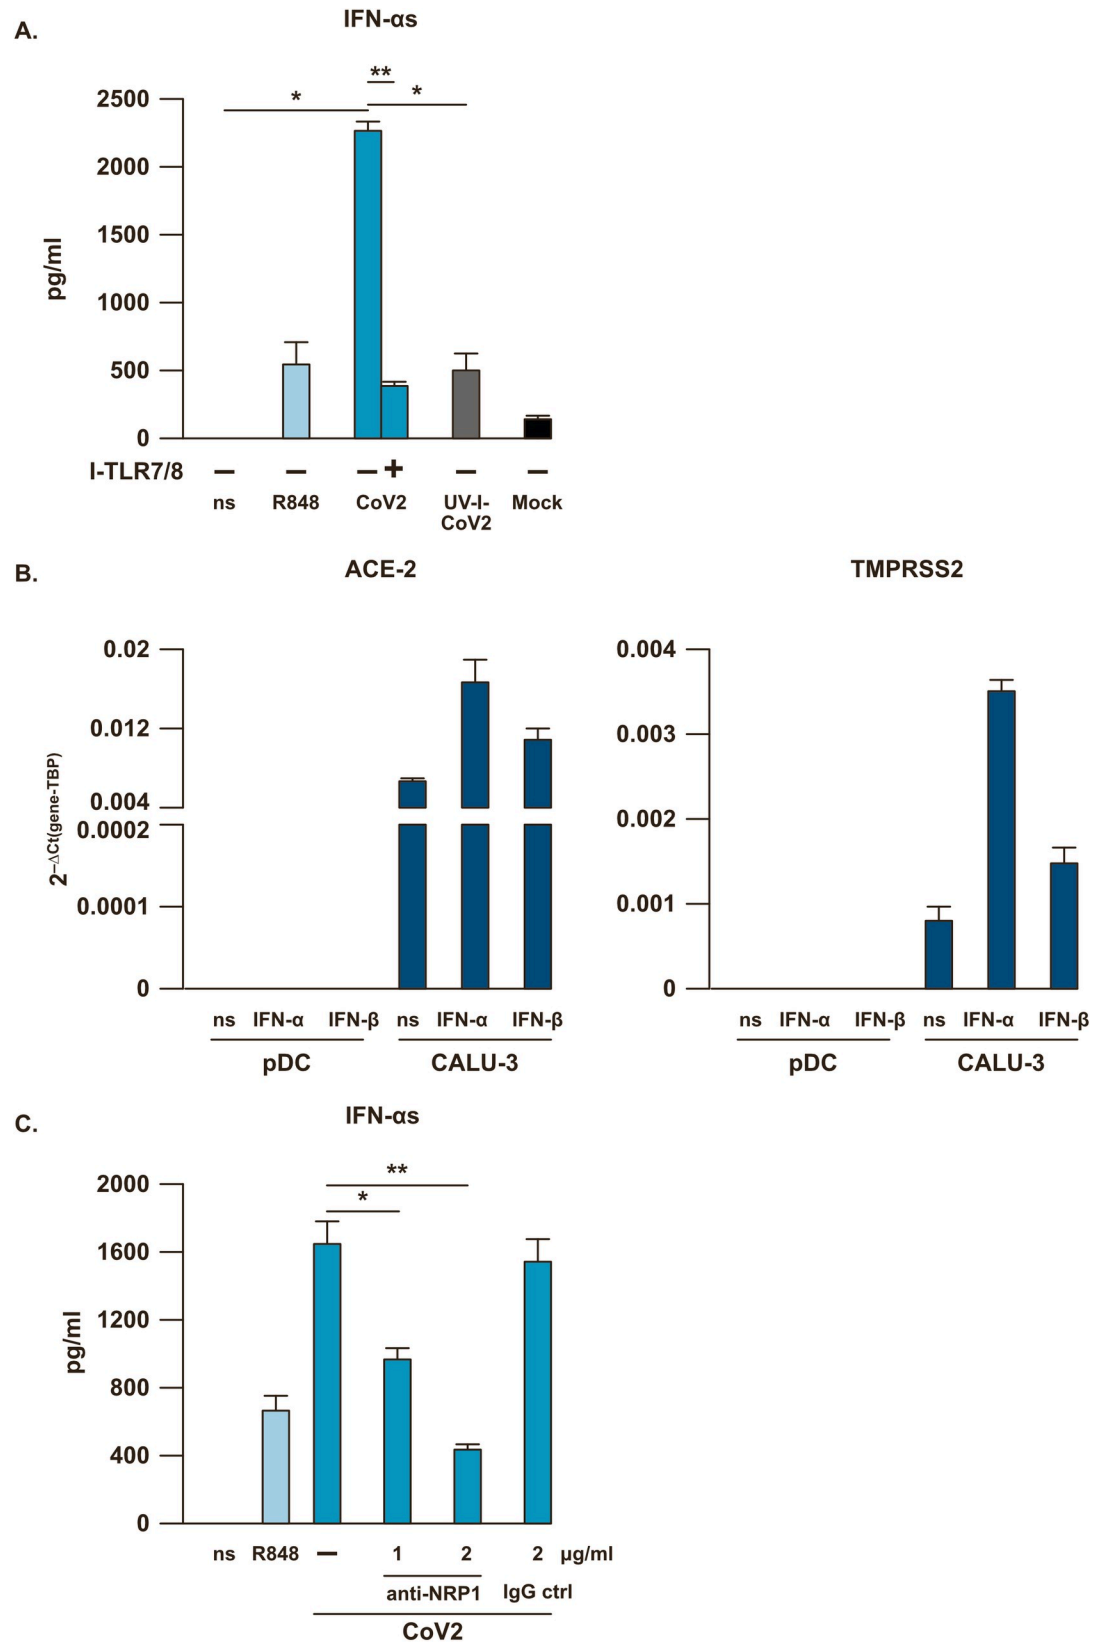 A.
IFN-αs
**
*
*
2500
2000
1500
1000
500
0
pg/ml
I-TLR7/8 – – – + – –
ns R848 CoV2 UV-I- Mock
CoV2
B.
ACE-2
TMPRSS2
0.02
0.012
0.004
0.0002
0.0001
0
2–ΔCt(gene-TBP)
0.004
0.003
0.002
0.001
0
ns IFN-α IFN-β ns IFN-α IFN-β
pDC CALU-3
ns IFN-α IFN-β ns IFN-α IFN-β
pDC CALU-3
C.
IFN-αs
**
*
2000
1600
1200
800
400
0
pg/ml
ns R848 – 1 2 2 µg/ml
anti-NRP1 IgG ctrl
CoV2